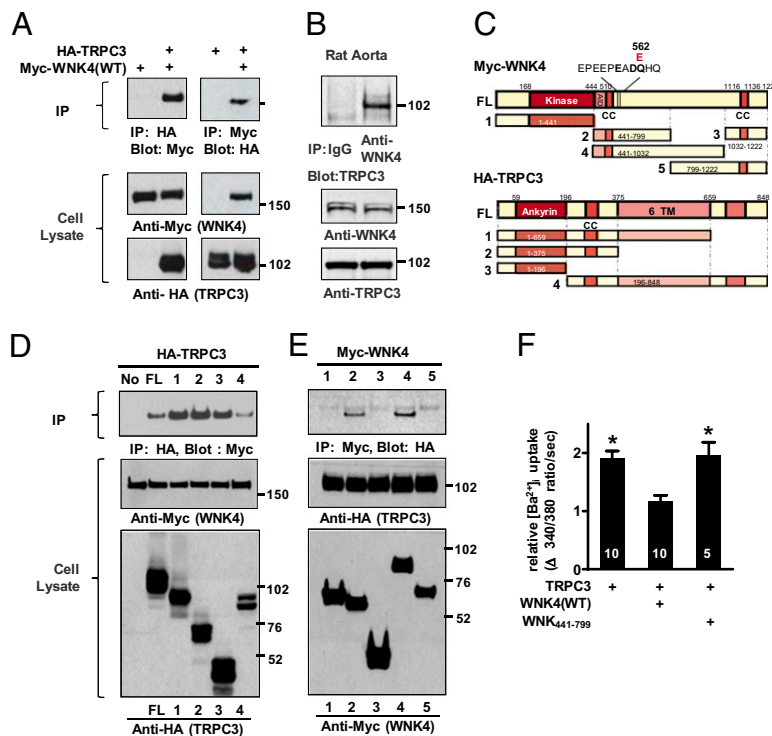 A
HA-TRPC3 + + +
Myc-WNK4(WT) + + +
IP
IP: HA IP: Myc
Blot: Myc Blot: HA
Cell Lysate
150
Anti-Myc (WNK4)
102
Anti- HA (TRPC3)
B
Rat Aorta
102
IP:IgG Anti-WNK4
Blot:TRPC3
150
Anti-WNK4
102
Anti-TRPC3
C
562
E
Myc-WNK4 EPEEPEADQHQ
168 444 510 1116 1136 122
FL Kinase AID
CC CC
1 1-441
2 441-799 3
4 441-1032 1032-1222
5 799-1222
HA-TRPC3
59 196 375 659 848
FL Ankyrin 6 TM
CC
1 1-659
2 1-375
3 1-196
4 196-848
D
HA-TRPC3
No FL 1 2 3 4
IP
IP: HA, Blot : Myc
150
Anti-Myc (WNK4)
Cell Lysate
102
76
52
FL 1 2 3 4
Anti-HA (TRPC3)
E
Myc-WNK4
1 2 3 4 5
IP: Myc, Blot: HA
102
Anti-HA (TRPC3)
102
76
52
1 2 3 4 5
Anti-Myc (WNK4)
F
relative [Ba2+]i uptake
(Δ 340/380 ratio/sec)
2
1
0
* *
10 10 5
TRPC3 + + +
WNK4(WT) +
WNK441-799 +